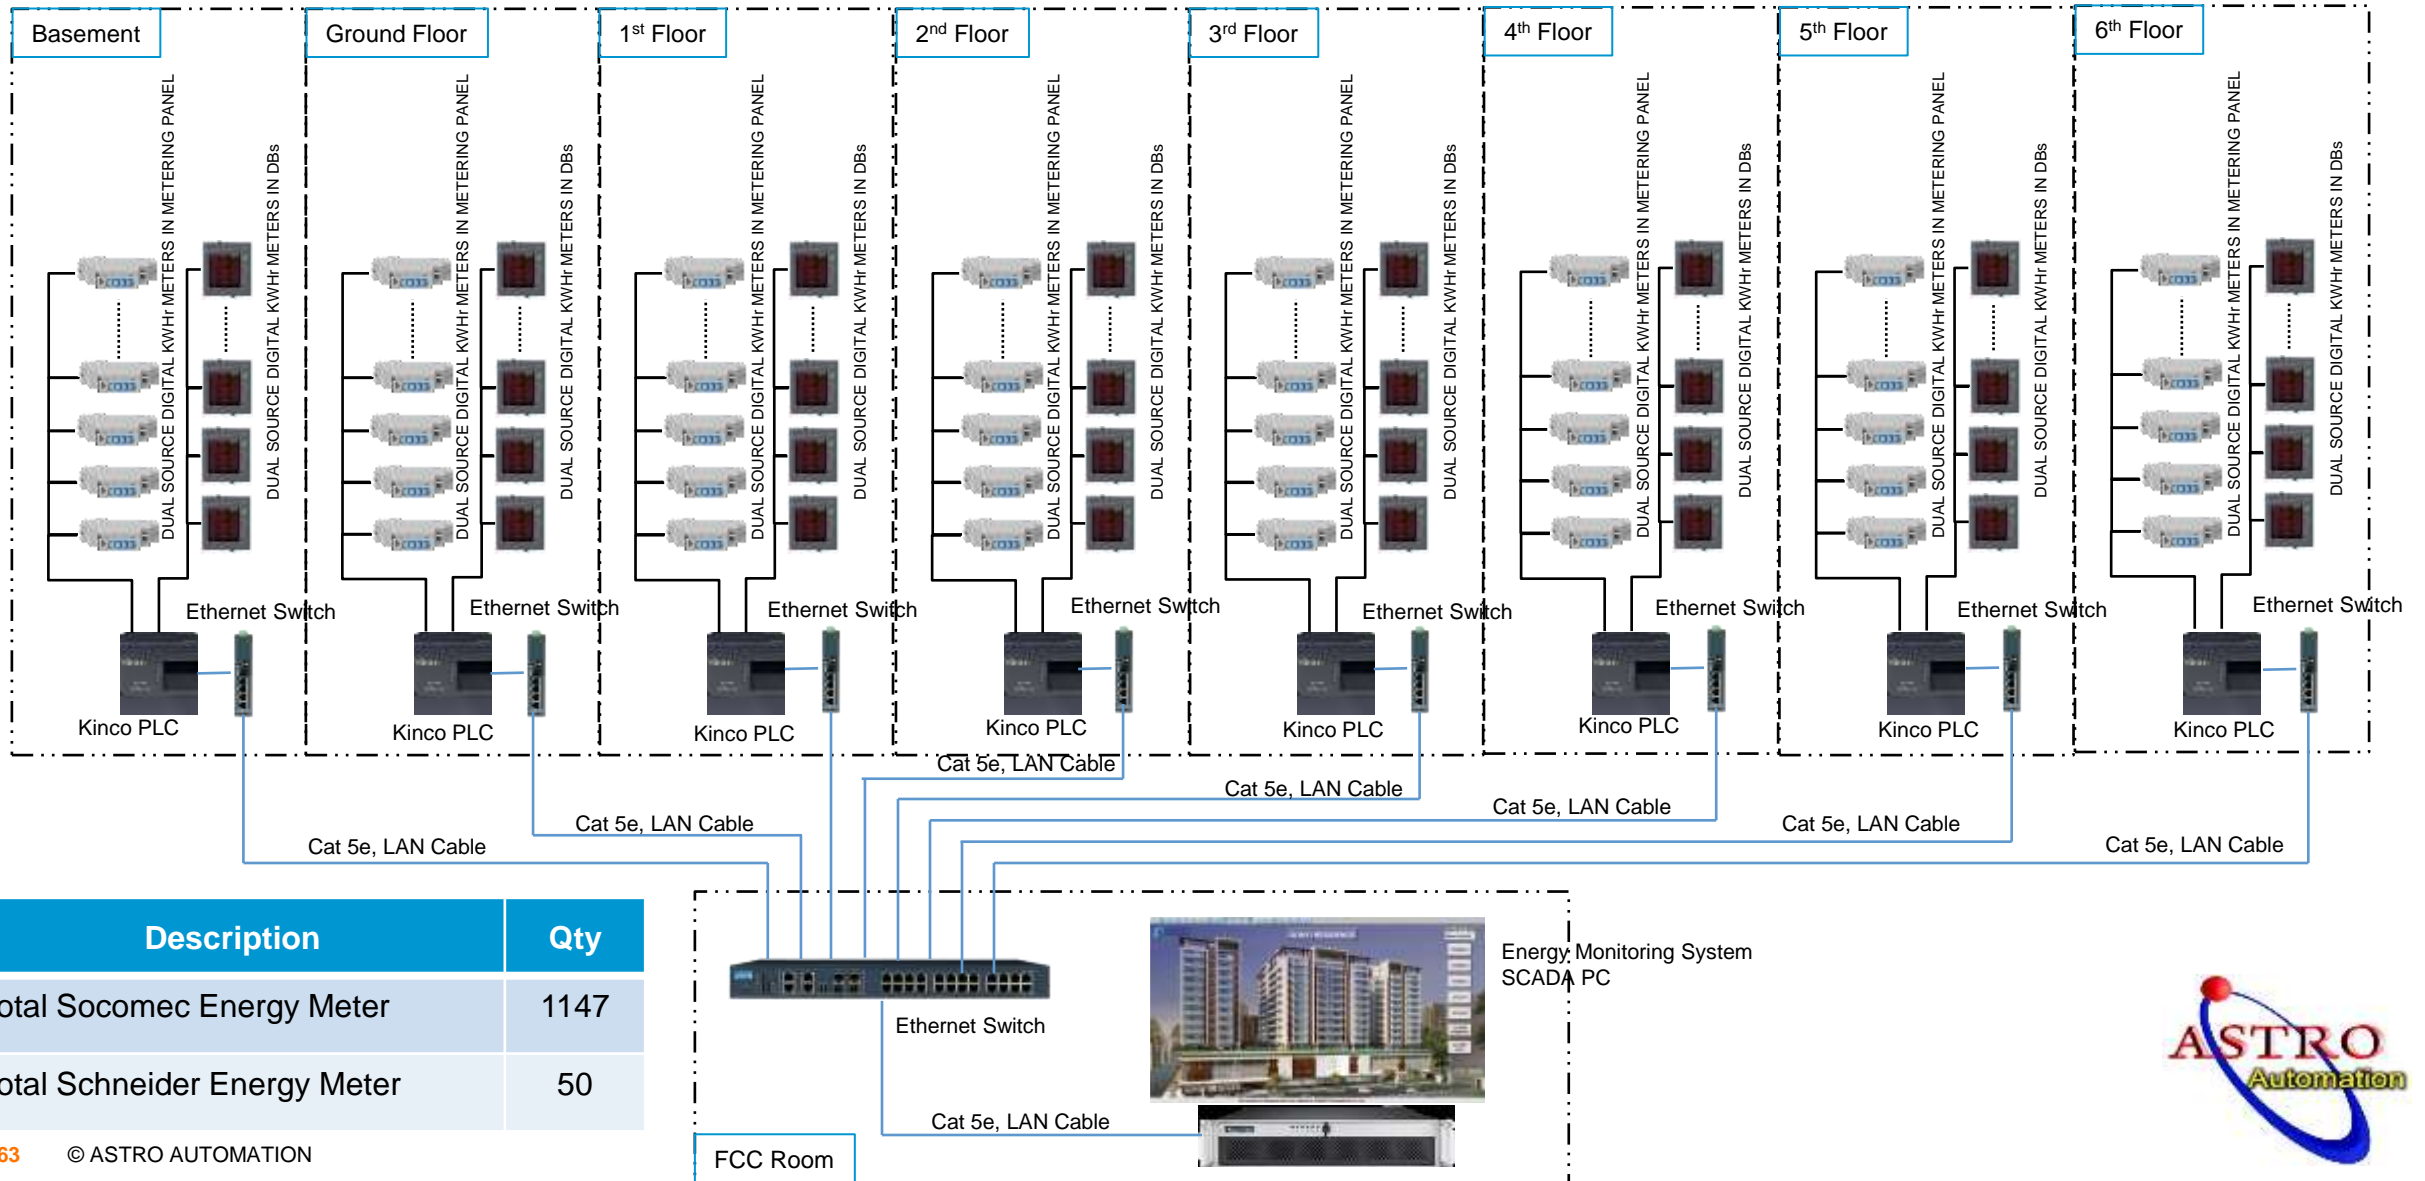 Basement
Ground Floor
1st Floor
2nd Floor
3rd Floor
4th Floor
5th Floor
6th Floor
DUAL SOURCE DIGITAL KWHr METERS IN METERING PANEL
DUAL SOURCE DIGITAL KWHr METERS IN DBs
DUAL SOURCE DIGITAL KWHr METERS IN METERING PANEL
DUAL SOURCE DIGITAL KWHr METERS IN DBs
DUAL SOURCE DIGITAL KWHr METERS IN METERING PANEL
DUAL SOURCE DIGITAL KWHr METERS IN DBs
DUAL SOURCE DIGITAL KWHr METERS IN METERING PANEL
DUAL SOURCE DIGITAL KWHr METERS IN DBs
DUAL SOURCE DIGITAL KWHr METERS IN METERING PANEL
DUAL SOURCE DIGITAL KWHr METERS IN DBs
DUAL SOURCE DIGITAL KWHr METERS IN METERING PANEL
DUAL SOURCE DIGITAL KWHr METERS IN DBs
DUAL SOURCE DIGITAL KWHr METERS IN METERING PANEL
DUAL SOURCE DIGITAL KWHr METERS IN DBs
DUAL SOURCE DIGITAL KWHr METERS IN METERING PANEL
DUAL SOURCE DIGITAL KWHr METERS IN DBs
Ethernet Switch
Ethernet Switch
Ethernet Switch
Ethernet Switch
Ethernet Switch
Ethernet Switch
Ethernet Switch
Ethernet Switch
Kinco PLC
Kinco PLC
Kinco PLC
Kinco PLC
Kinco PLC
Kinco PLC
Kinco PLC
Kinco PLC
Cat 5e, LAN Cable
Cat 5e, LAN Cable
Cat 5e, LAN Cable
Cat 5e, LAN Cable
Cat 5e, LAN Cable
Cat 5e, LAN Cable
Cat 5e, LAN Cable
Description Qty
otal Socomec Energy Meter 1147
otal Schneider Energy Meter 50
Ethernet Switch
Energy Monitoring System
SCADA PC
Cat 5e, LAN Cable
FCC Room
ASTRO
Automation
63 © ASTRO AUTOMATION